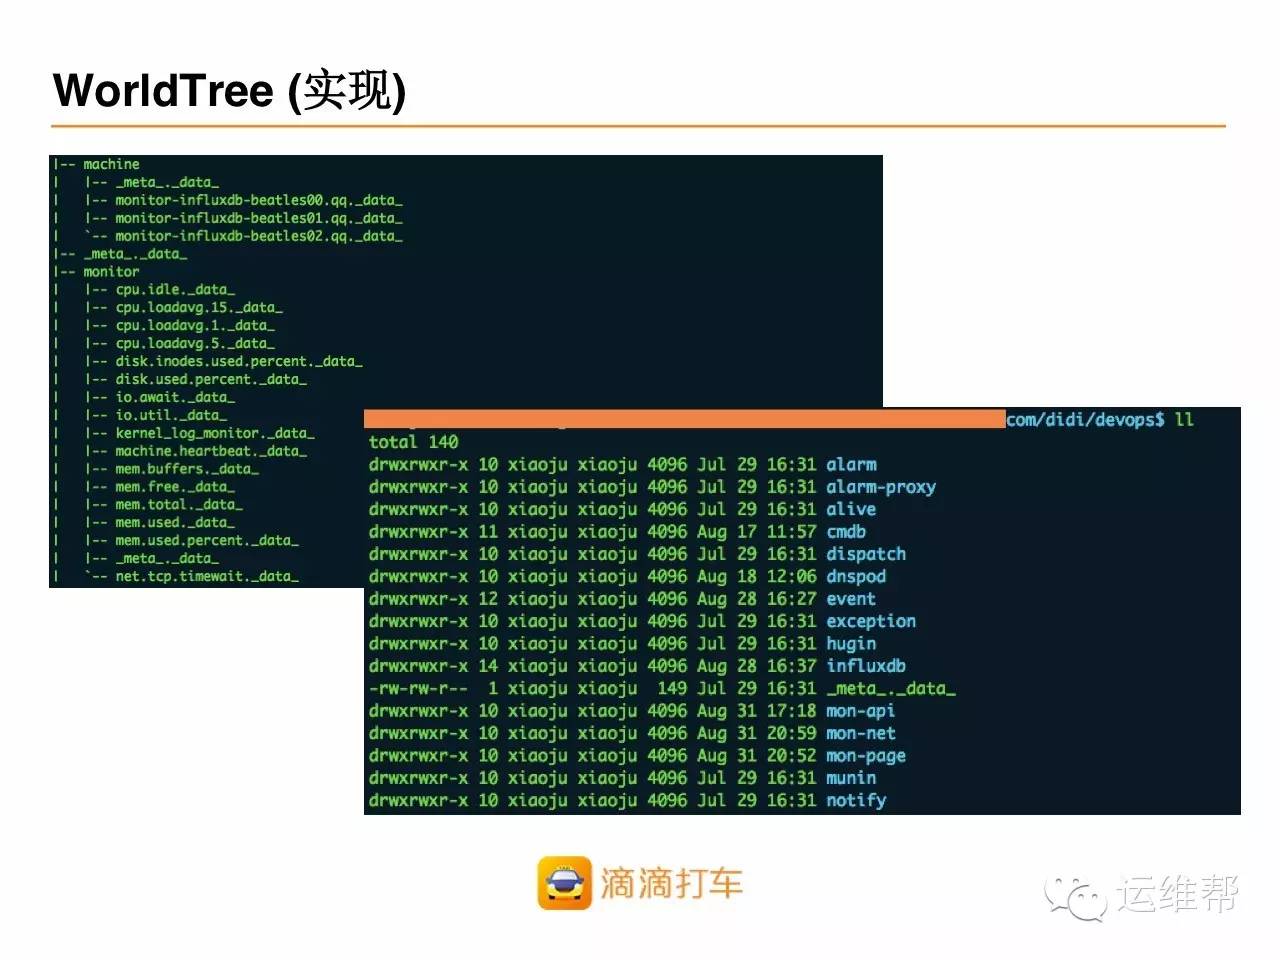 WorldTree (实现)
|-- machine
|   |-- _meta_._data_
|   |-- monitor-influxdb-beatles00.qq._data_
|   |-- monitor-influxdb-beatles01.qq._data_
|   `-- monitor-influxdb-beatles02.qq._data_
|-- _meta_._data_
|-- monitor
|   |-- cpu.idle._data_
|   |-- cpu.loadavg.15._data_
|   |-- cpu.loadavg.1._data_
|   |-- cpu.loadavg.5._data_
|   |-- disk.inodes.used.percent._data_
|   |-- disk.used.percent._data_
|   |-- io.await._data_
|   |-- io.util._data_
|   |-- kernel_log_monitor._data_
|   |-- machine.heartbeat._data_
|   |-- mem.buffers._data_
|   |-- mem.free._data_
|   |-- mem.total._data_
|   |-- mem.used._data_
|   |-- mem.used.percent._data_
|   |-- _meta_._data_
|   `-- net.tcp.timewait._data_
com/didi/devops$ ll
total 140
drwxrwxr-x 10 xiaoju xiaoju 4096 Jul 29 16:31 alarm
drwxrwxr-x 10 xiaoju xiaoju 4096 Jul 29 16:31 alarm-proxy
drwxrwxr-x 10 xiaoju xiaoju 4096 Jul 29 16:31 alive
drwxrwxr-x 11 xiaoju xiaoju 4096 Aug 17 11:57 cmdb
drwxrwxr-x 10 xiaoju xiaoju 4096 Jul 29 16:31 dispatch
drwxrwxr-x 10 xiaoju xiaoju 4096 Aug 18 12:06 dnspod
drwxrwxr-x 12 xiaoju xiaoju 4096 Aug 28 16:27 event
drwxrwxr-x 10 xiaoju xiaoju 4096 Jul 29 16:31 exception
drwxrwxr-x 10 xiaoju xiaoju 4096 Jul 29 16:31 hugin
drwxrwxr-x 14 xiaoju xiaoju 4096 Aug 28 16:37 influxdb
-rw-rw-r--  1 xiaoju xiaoju  149 Jul 29 16:31 _meta_._data_
drwxrwxr-x 10 xiaoju xiaoju 4096 Aug 31 17:18 mon-api
drwxrwxr-x 10 xiaoju xiaoju 4096 Aug 31 20:59 mon-net
drwxrwxr-x 10 xiaoju xiaoju 4096 Aug 31 20:52 mon-page
drwxrwxr-x 10 xiaoju xiaoju 4096 Jul 29 16:31 munin
drwxrwxr-x 10 xiaoju xiaoju 4096 Jul 29 16:31 notify
滴滴打车
运维帮